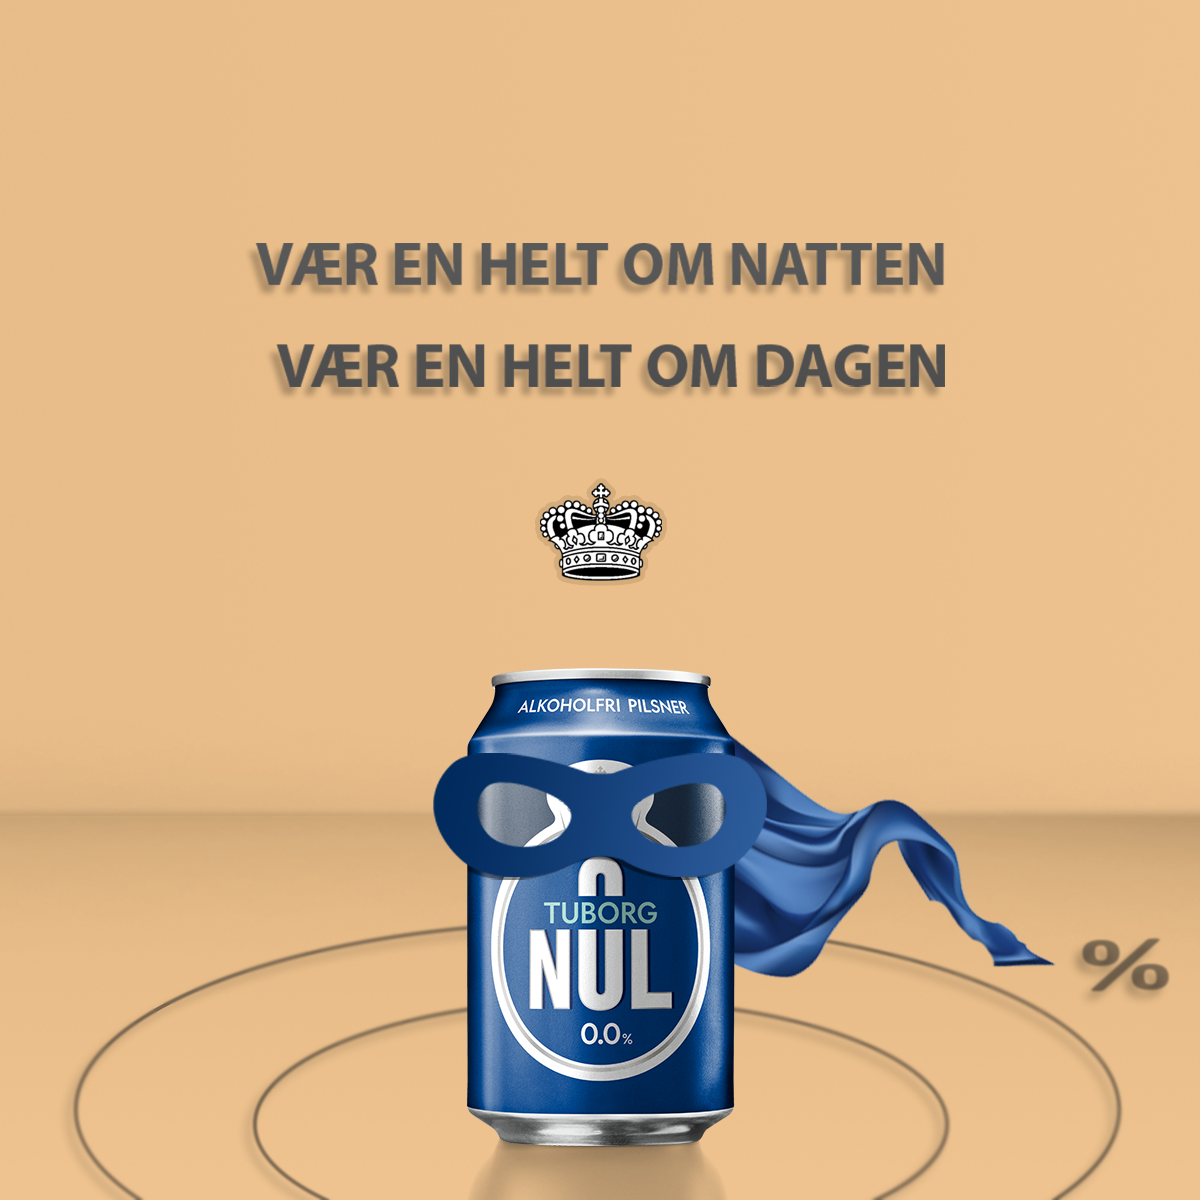 VÆR EN HELT OM NATTEN
VÆR EN HELT OM DAGEN
ALKOHOLFRI PILSNER
TUBORG
NUL
0.0%
%